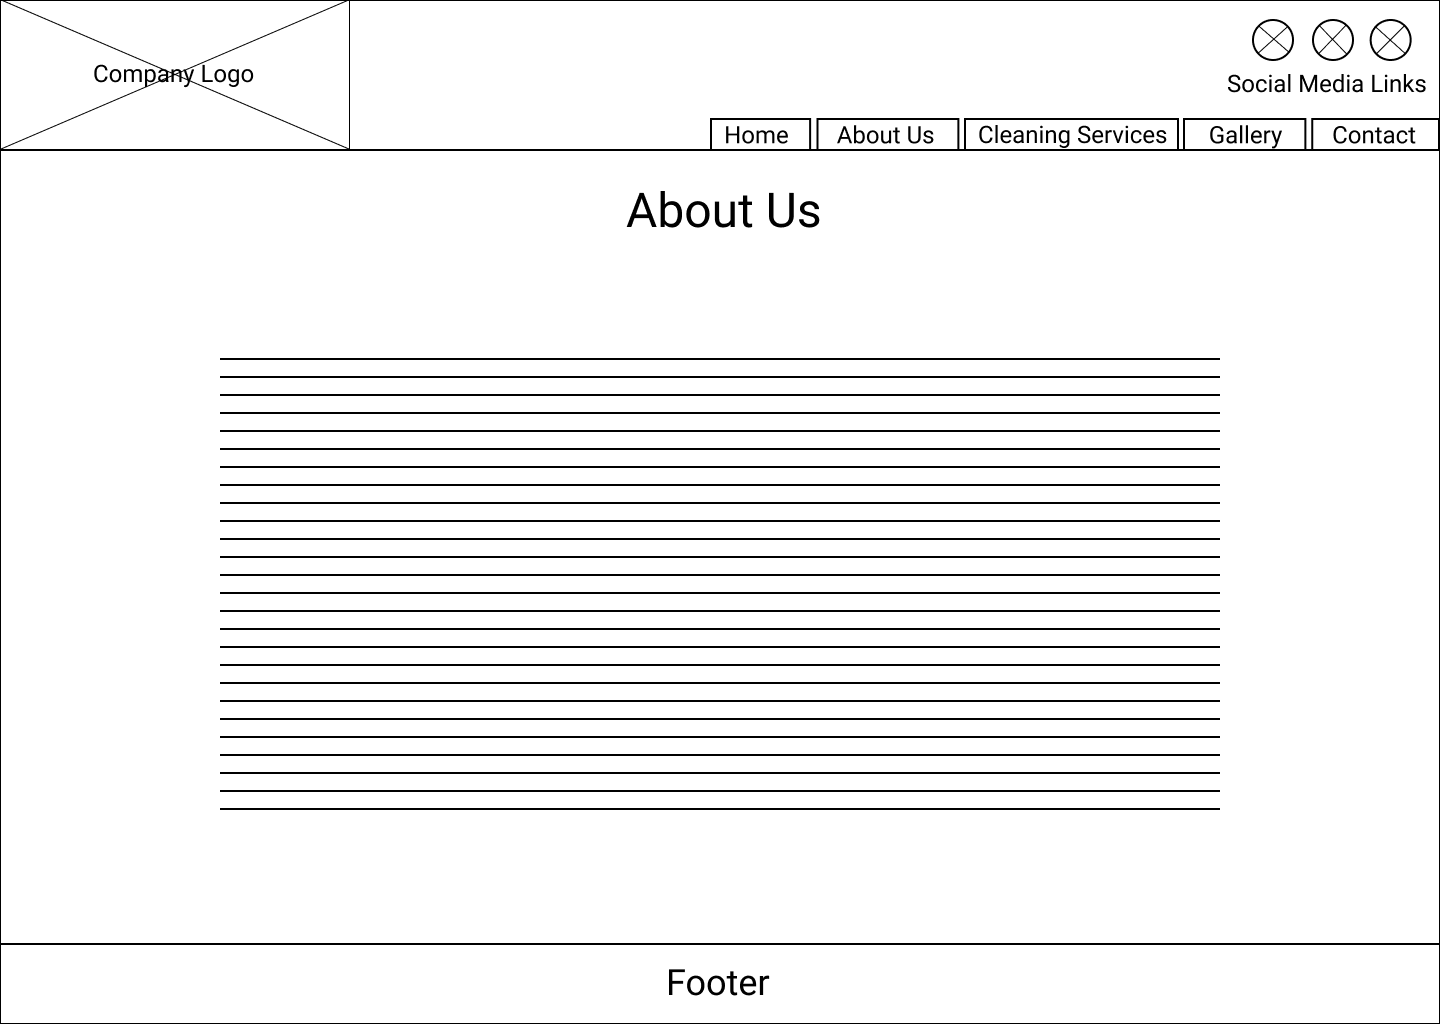 Company Logo
Social Media Links
Home
About Us
Cleaning Services
Gallery
Contact
About Us
Footer